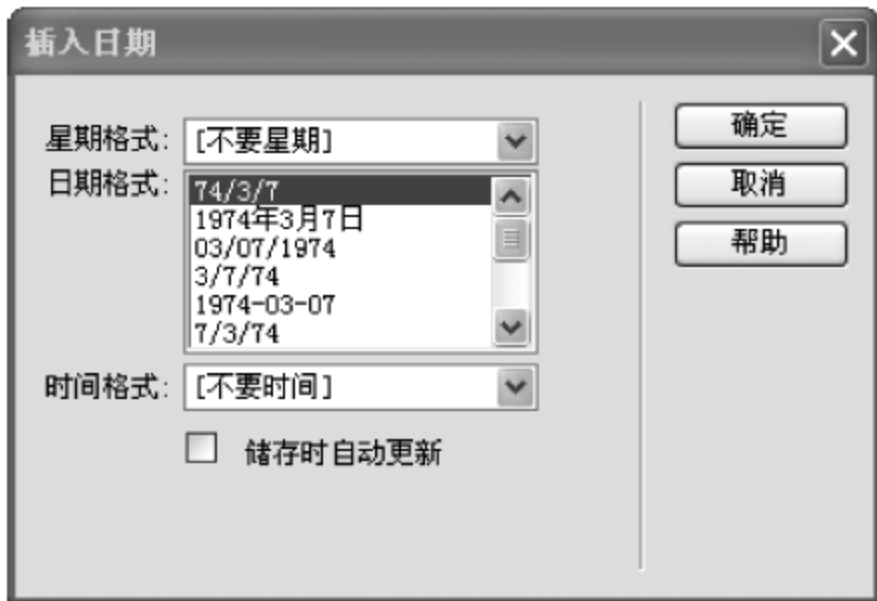 插入日期
星期格式: [不要星期]
确定
日期格式: 74/3/7
取消
1974年3月7日
03/07/1974
帮助
3/7/74
1974-03-07
7/3/74
时间格式: [不要时间]
储存时自动更新